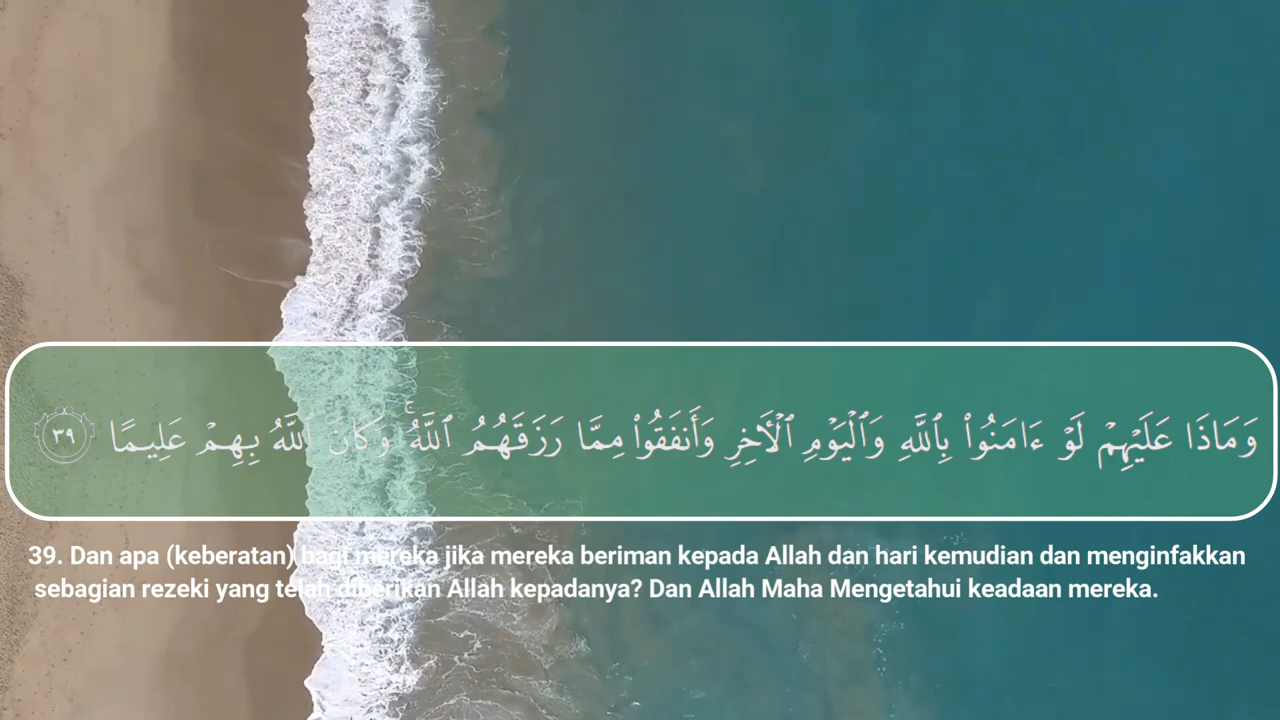 وَمَاذَا عَلَيۡهِمۡ لَوۡ ءَامَنُواْ بِٱللَّهِ وَٱلۡيَوۡمِ ٱلۡأٓخِرِ وَأَنفَقُواْ مِمَّا رَزَقَهُمُ ٱللَّهُۚ وَكَانَ ٱللَّهُ بِهِمۡ عَلِيمًا ٣٩
39. Dan apa (keberatan) bagi mereka jika mereka beriman kepada Allah dan hari kemudian dan menginfakkan
sebagian rezeki yang telah diberikan Allah kepadanya? Dan Allah Maha Mengetahui keadaan mereka.